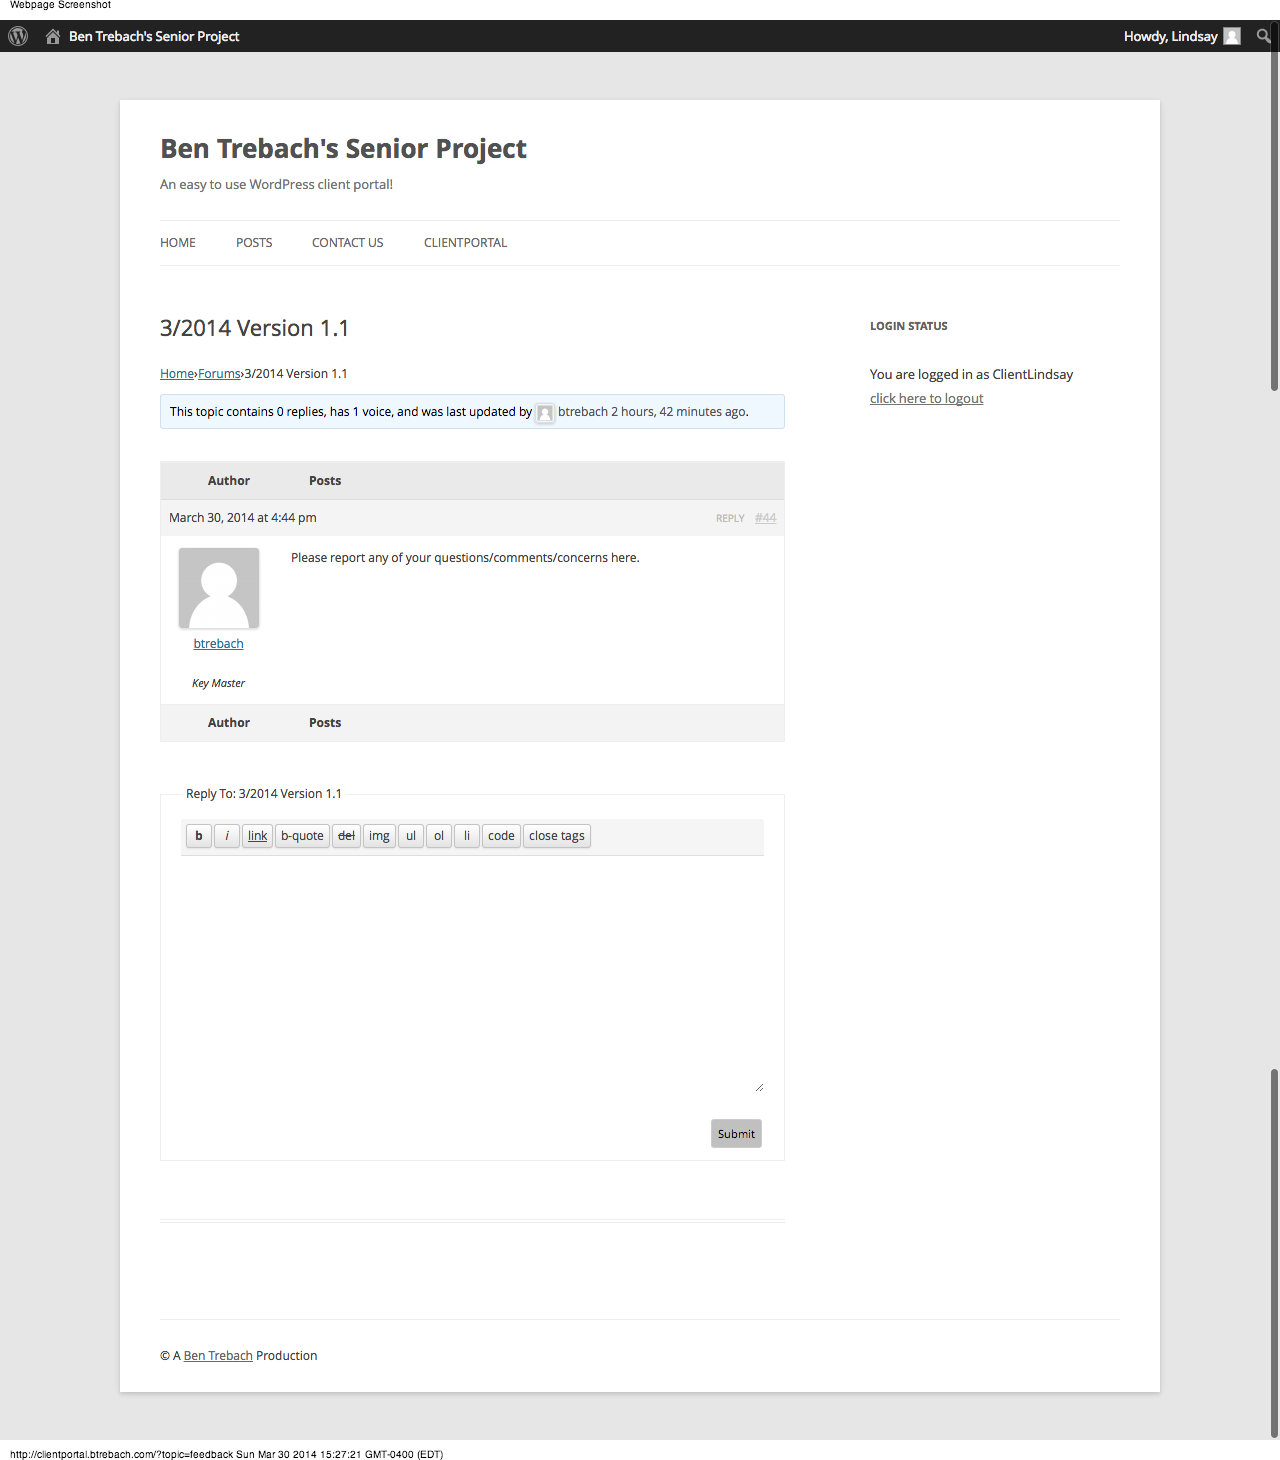 Webpage Screenshot
Ben Trebach's Senior Project
Howdy, Lindsay
Ben Trebach's Senior Project
An easy to use WordPress client portal!
HOME POSTS CONTACT US CLIENTPORTAL
3/2014 Version 1.1
LOGIN STATUS
Home›Forums›3/2014 Version 1.1
You are logged in as ClientLindsay
click here to logout
This topic contains 0 replies, has 1 voice, and was last updated by btrebach 2 hours, 42 minutes ago.
Author Posts
March 30, 2014 at 4:44 pm REPLY #44
Please report any of your questions/comments/concerns here.
btrebach
Key Master
Author Posts
Reply To: 3/2014 Version 1.1
b i link b-quote del img ul ol li code close tags
Submit
© A Ben Trebach Production
http://clientportal.btrebach.com/?topic=feedback Sun Mar 30 2014 15:27:21 GMT-0400 (EDT)